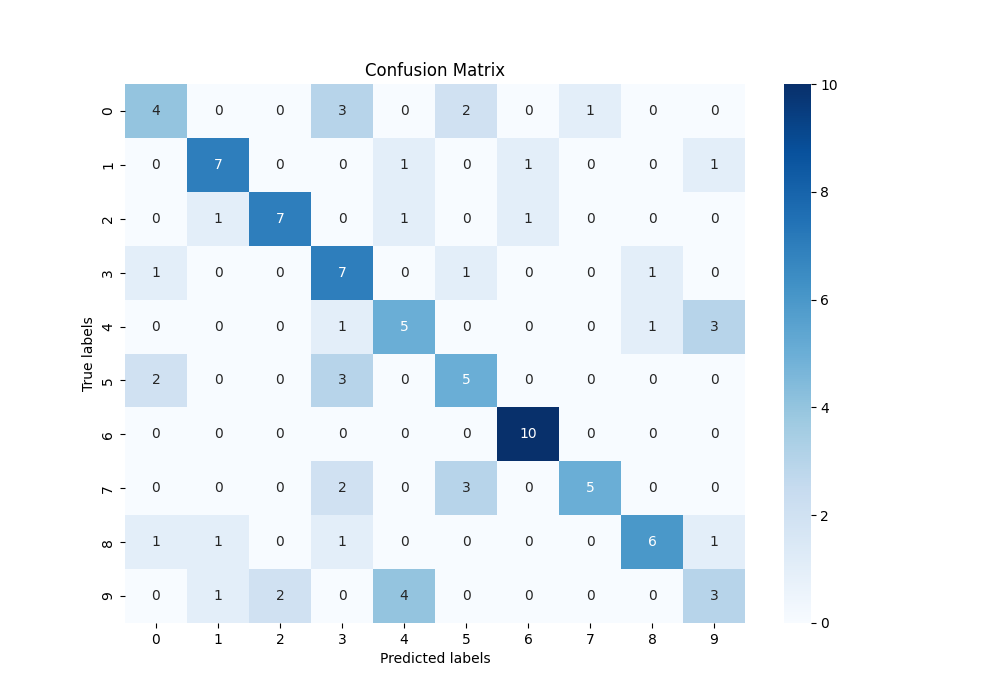 Confusion Matrix
0 4 0 0 3 0 2 0 1 0 0
1 0 7 0 0 1 0 1 0 0 1
2 0 1 7 0 1 0 1 0 0 0
3 1 0 0 7 0 1 0 0 1 0
4 0 0 0 1 5 0 0 0 1 3
5 2 0 0 3 0 5 0 0 0 0
6 0 0 0 0 0 0 10 0 0 0
7 0 0 0 2 0 3 0 5 0 0
8 1 1 0 1 0 0 0 0 6 1
9 0 1 2 0 4 0 0 0 0 3
0 1 2 3 4 5 6 7 8 9
Predicted labels
True labels
10
8
6
4
2
0